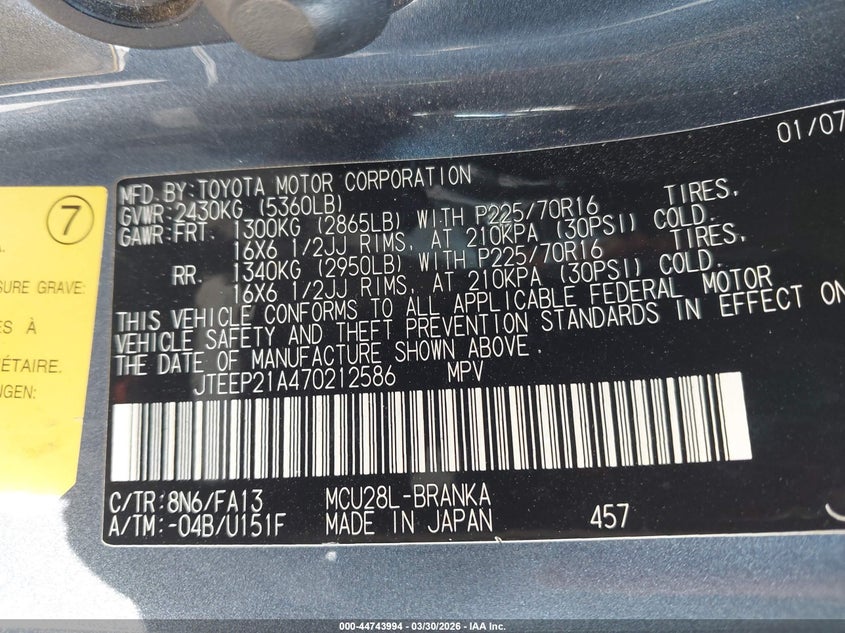 01/07
MFD. BY: TOYOTA MOTOR CORPORATION
GVWR: 2430KG (5360LB)
GAWR: FRT. 1300KG (2865LB) WITH P225/70R16 TIRES,
16X6 1/2JJ RIMS, AT 210KPA (30PSI) COLD.
RR. 1340KG (2950LB) WITH P225/70R16 TIRES,
16X6 1/2JJ RIMS, AT 210KPA (30PSI) COLD.
THIS VEHICLE CONFORMS TO ALL APPLICABLE FEDERAL MOTOR
VEHICLE SAFETY AND THEFT PREVENTION STANDARDS IN EFFECT ON
THE DATE OF MANUFACTURE SHOWN ABOVE.
JTEEP21A470212586 MPV
C/TR: 8N6/FA13 MCU28L-BRANKA
A/TM: -04B/U151F MADE IN JAPAN 457
7
SURE GRAVE:
À
000-44743994 — 03/30/2026 — IAA Inc.